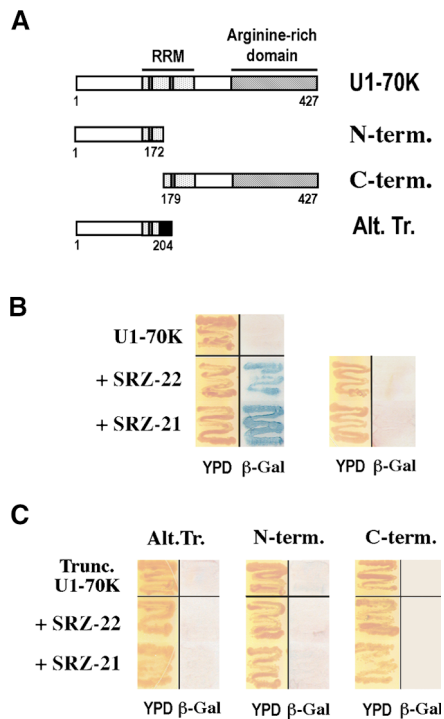 A
RRM
Arginine-rich
domain
U1-70K
1
427
N-term.
172
C-term.
179
427
Alt. Tr.
1
204
B
U1-70K
+ SRZ-22
+ SRZ-21
YPD β-Gal
YPD β-Gal
C
Alt.Tr.
N-term.
C-term.
Trunc.
U1-70K
+ SRZ-22
+ SRZ-21
YPD β-Gal
YPD β-Gal
YPD β-Gal